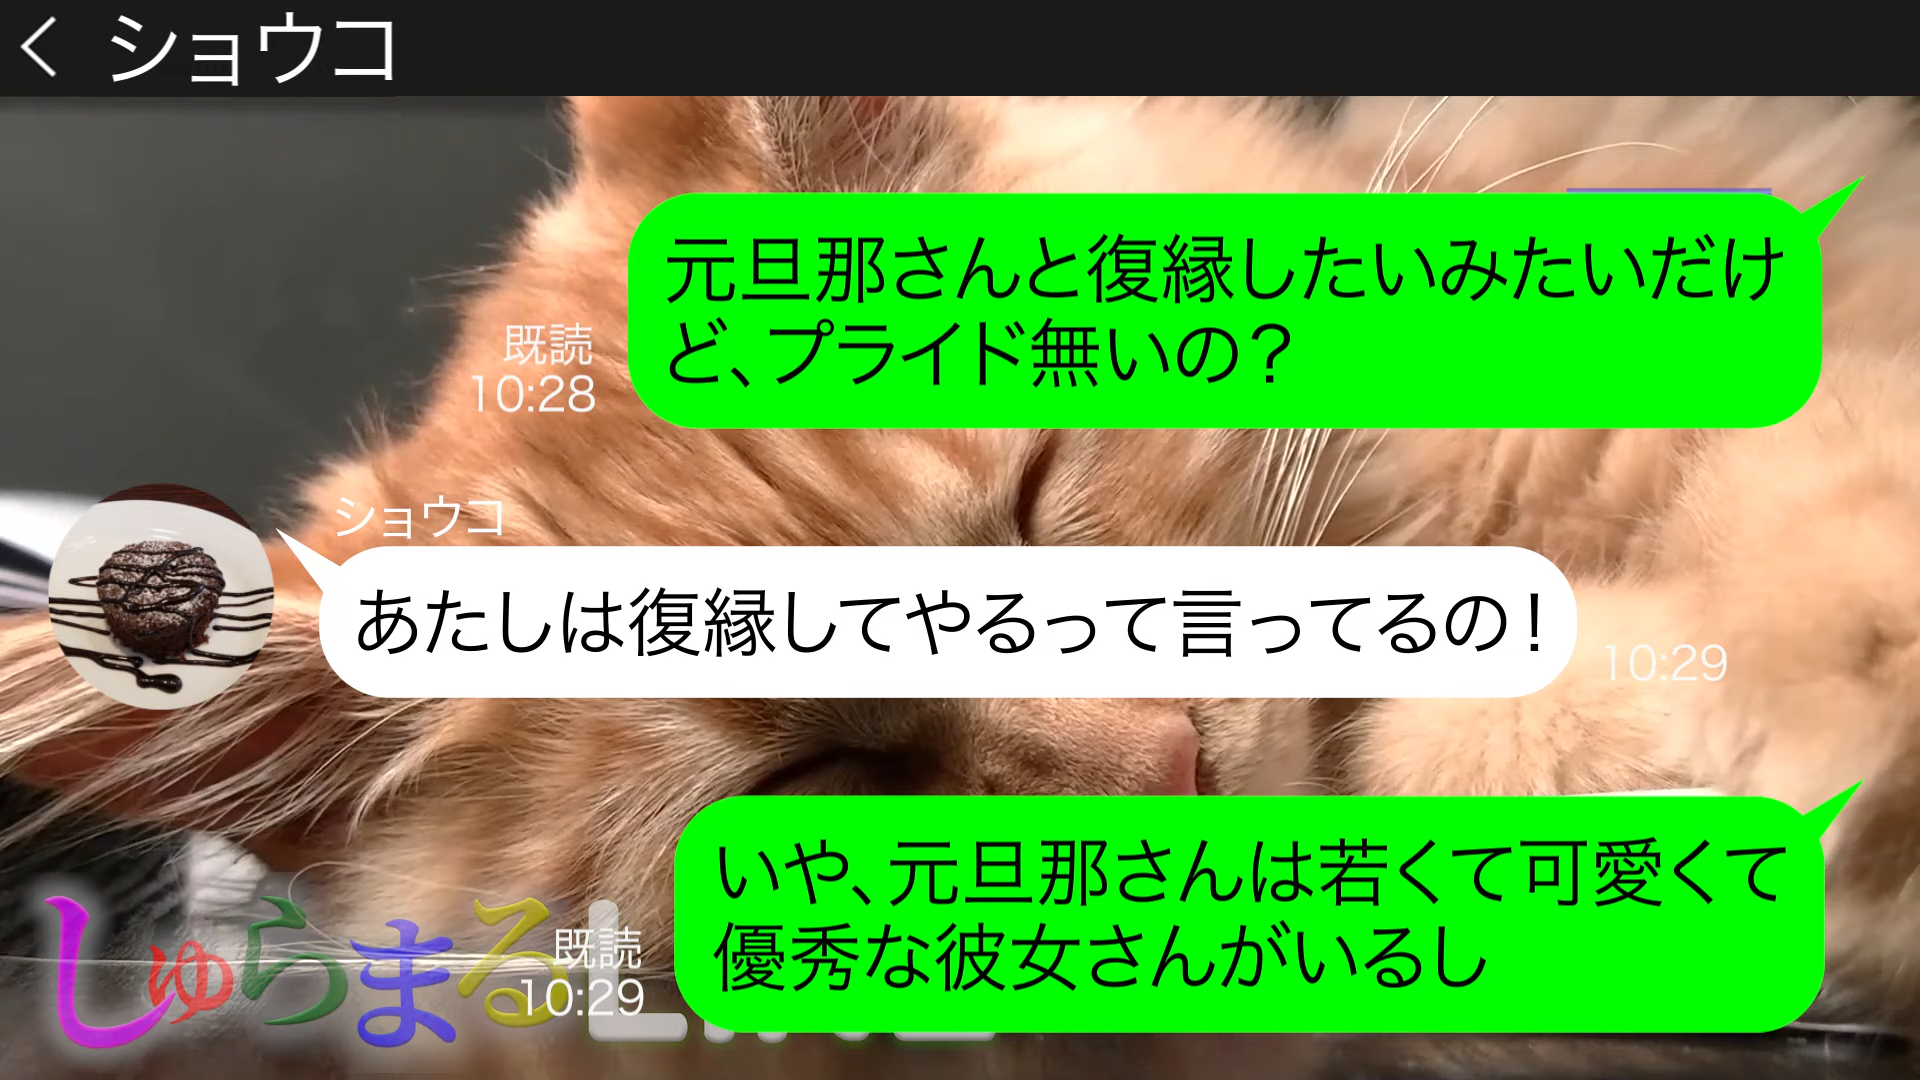 ショウコ
元旦那さんと復縁したいみたいだけ
ど、プライド無いの？
既読
10:28
ショウコ
あたしは復縁してやるって言ってるの！
10:29
いや、元旦那さんは若くて可愛くて
優秀な彼女さんがいるし
既読
10:29
しゅらまる